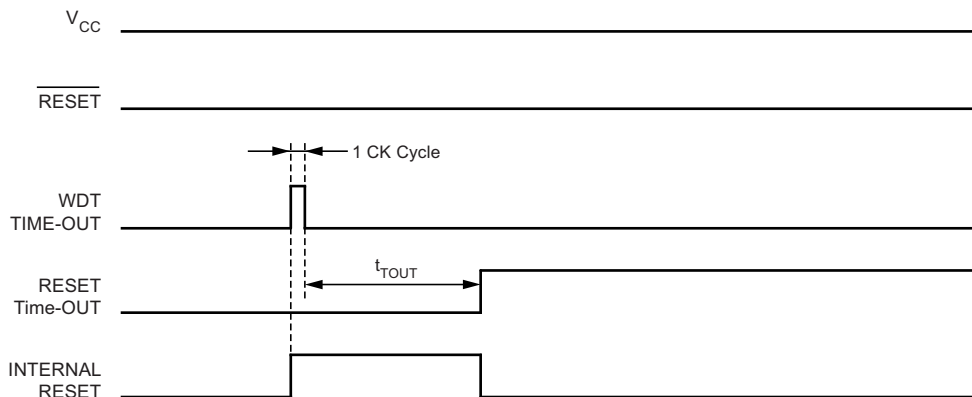 VCC
RESET
1 CK Cycle
WDT
TIME-OUT
tTOUT
RESET
Time-OUT
INTERNAL
RESET